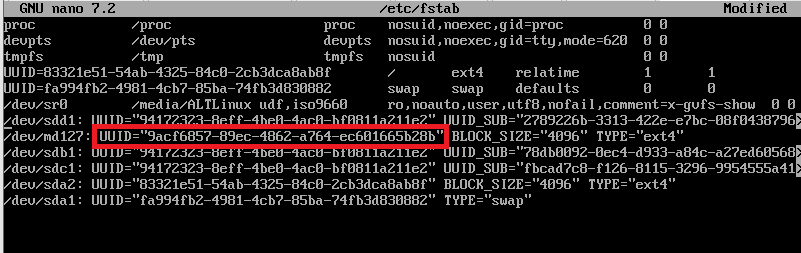 GNU nano 7.2 /etc/fstab Modified
proc /proc proc nosuid,noexec,gid=proc 0 0
devpts /dev/pts devpts nosuid,noexec,gid=tty,mode=620 0 0
tmpfs /tmp tmpfs nosuid 0 0
UUID=83321e51-54ab-4325-84c0-2cb3dca8ab8f / ext4 relatime 1 1
UUID=fa994fb2-4981-4cb7-85ba-74fb3d830882 swap swap defaults 0 0
/dev/sr0 /media/ALTLinux udf,iso9660 ro,noauto,user,utf8,nofail,comment=x-gvfs-show 0 0
/dev/sdd1: UUID="94172323-8eff-4be0-4ac0-bf0811a211e2" UUID_SUB="2789226b-3313-422e-e7bc-08f0438796>
/dev/md127: UUID="9acf6857-89ec-4862-a764-ec601665b28b" BLOCK_SIZE="4096" TYPE="ext4"
/dev/sdb1: UUID="94172323-8eff-4be0-4ac0-bf0811a211e2" UUID_SUB="78db0092-0ec4-d933-a84c-a27ed60568>
/dev/sdc1: UUID="94172323-8eff-4be0-4ac0-bf0811a211e2" UUID_SUB="fbcad7c8-f126-8115-3296-9954555a41>
/dev/sda2: UUID="83321e51-54ab-4325-84c0-2cb3dca8ab8f" BLOCK_SIZE="4096" TYPE="ext4"
/dev/sda1: UUID="fa994fb2-4981-4cb7-85ba-74fb3d830882" TYPE="swap"